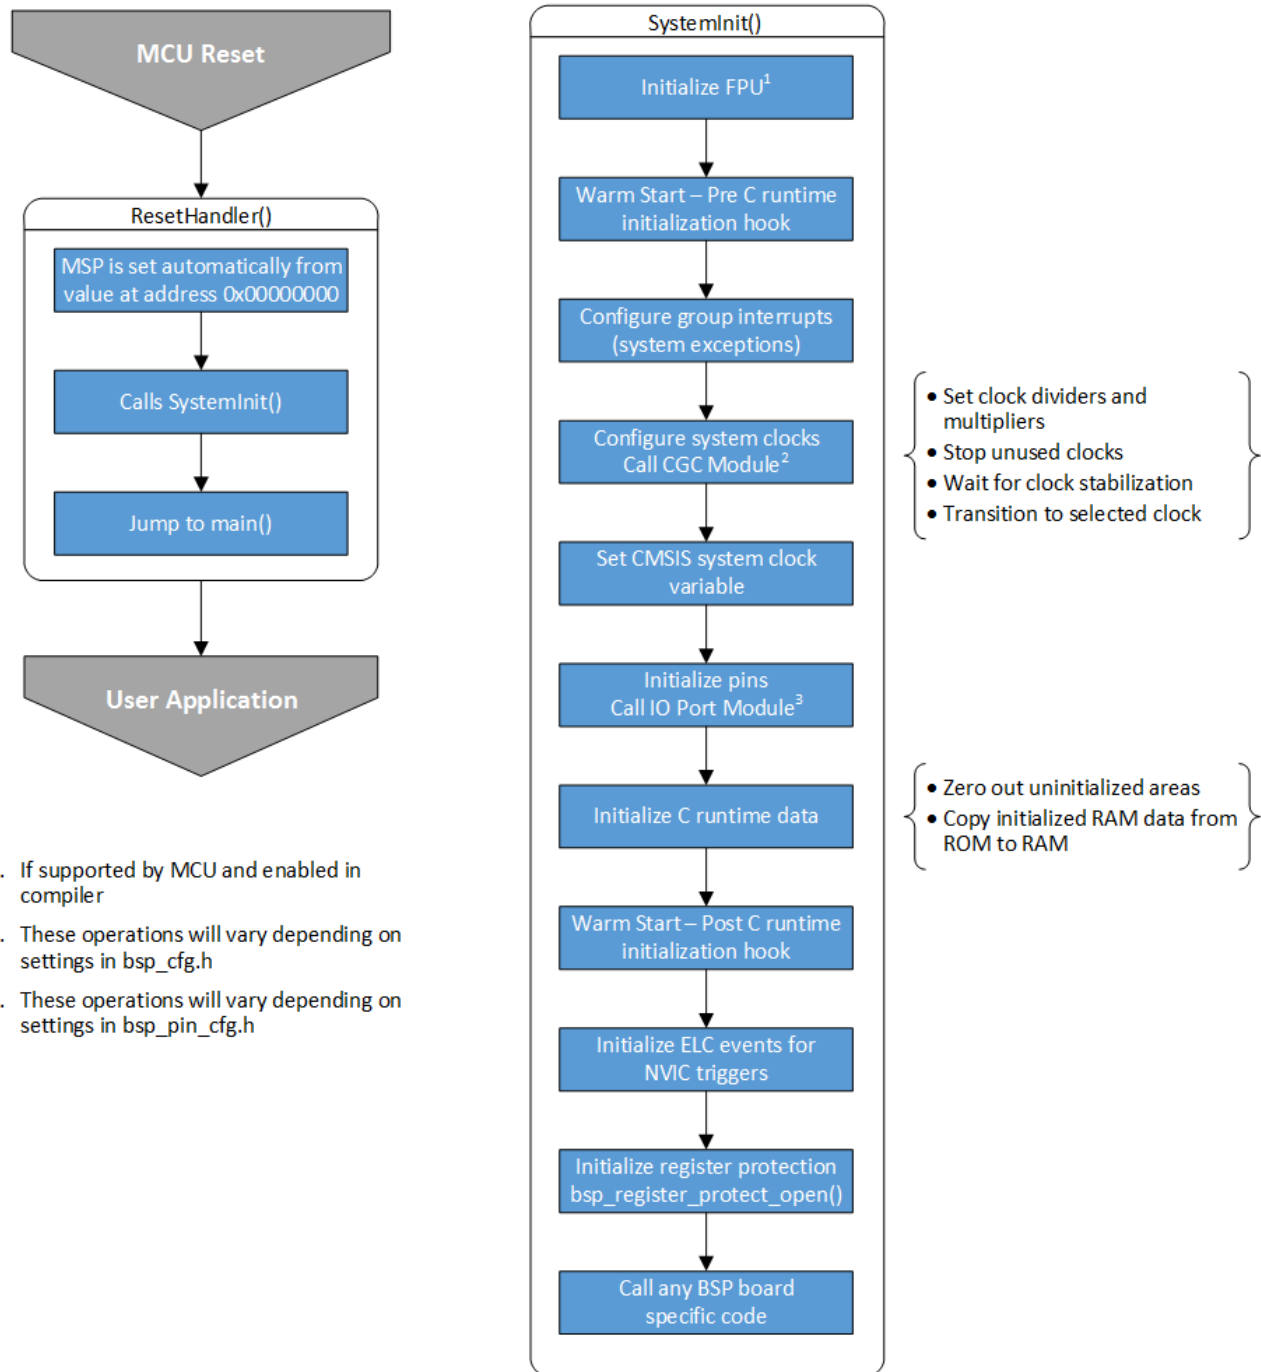 MCU Reset
ResetHandler()
MSP is set automatically from
value at address 0x00000000
Calls SystemInit()
Jump to main()
User Application
. If supported by MCU and enabled in
compiler
. These operations will vary depending on
settings in bsp_cfg.h
. These operations will vary depending on
settings in bsp_pin_cfg.h
SystemInit()
Initialize FPU¹
Warm Start – Pre C runtime
initialization hook
Configure group interrupts
(system exceptions)
Configure system clocks
Call CGC Module²
Set CMSIS system clock
variable
Initialize pins
Call IO Port Module³
Initialize C runtime data
Warm Start – Post C runtime
initialization hook
Initialize ELC events for
NVIC triggers
Initialize register protection
bsp_register_protect_open()
Call any BSP board
specific code
• Set clock dividers and
multipliers
• Stop unused clocks
• Wait for clock stabilization
• Transition to selected clock
• Zero out uninitialized areas
• Copy initialized RAM data from
ROM to RAM